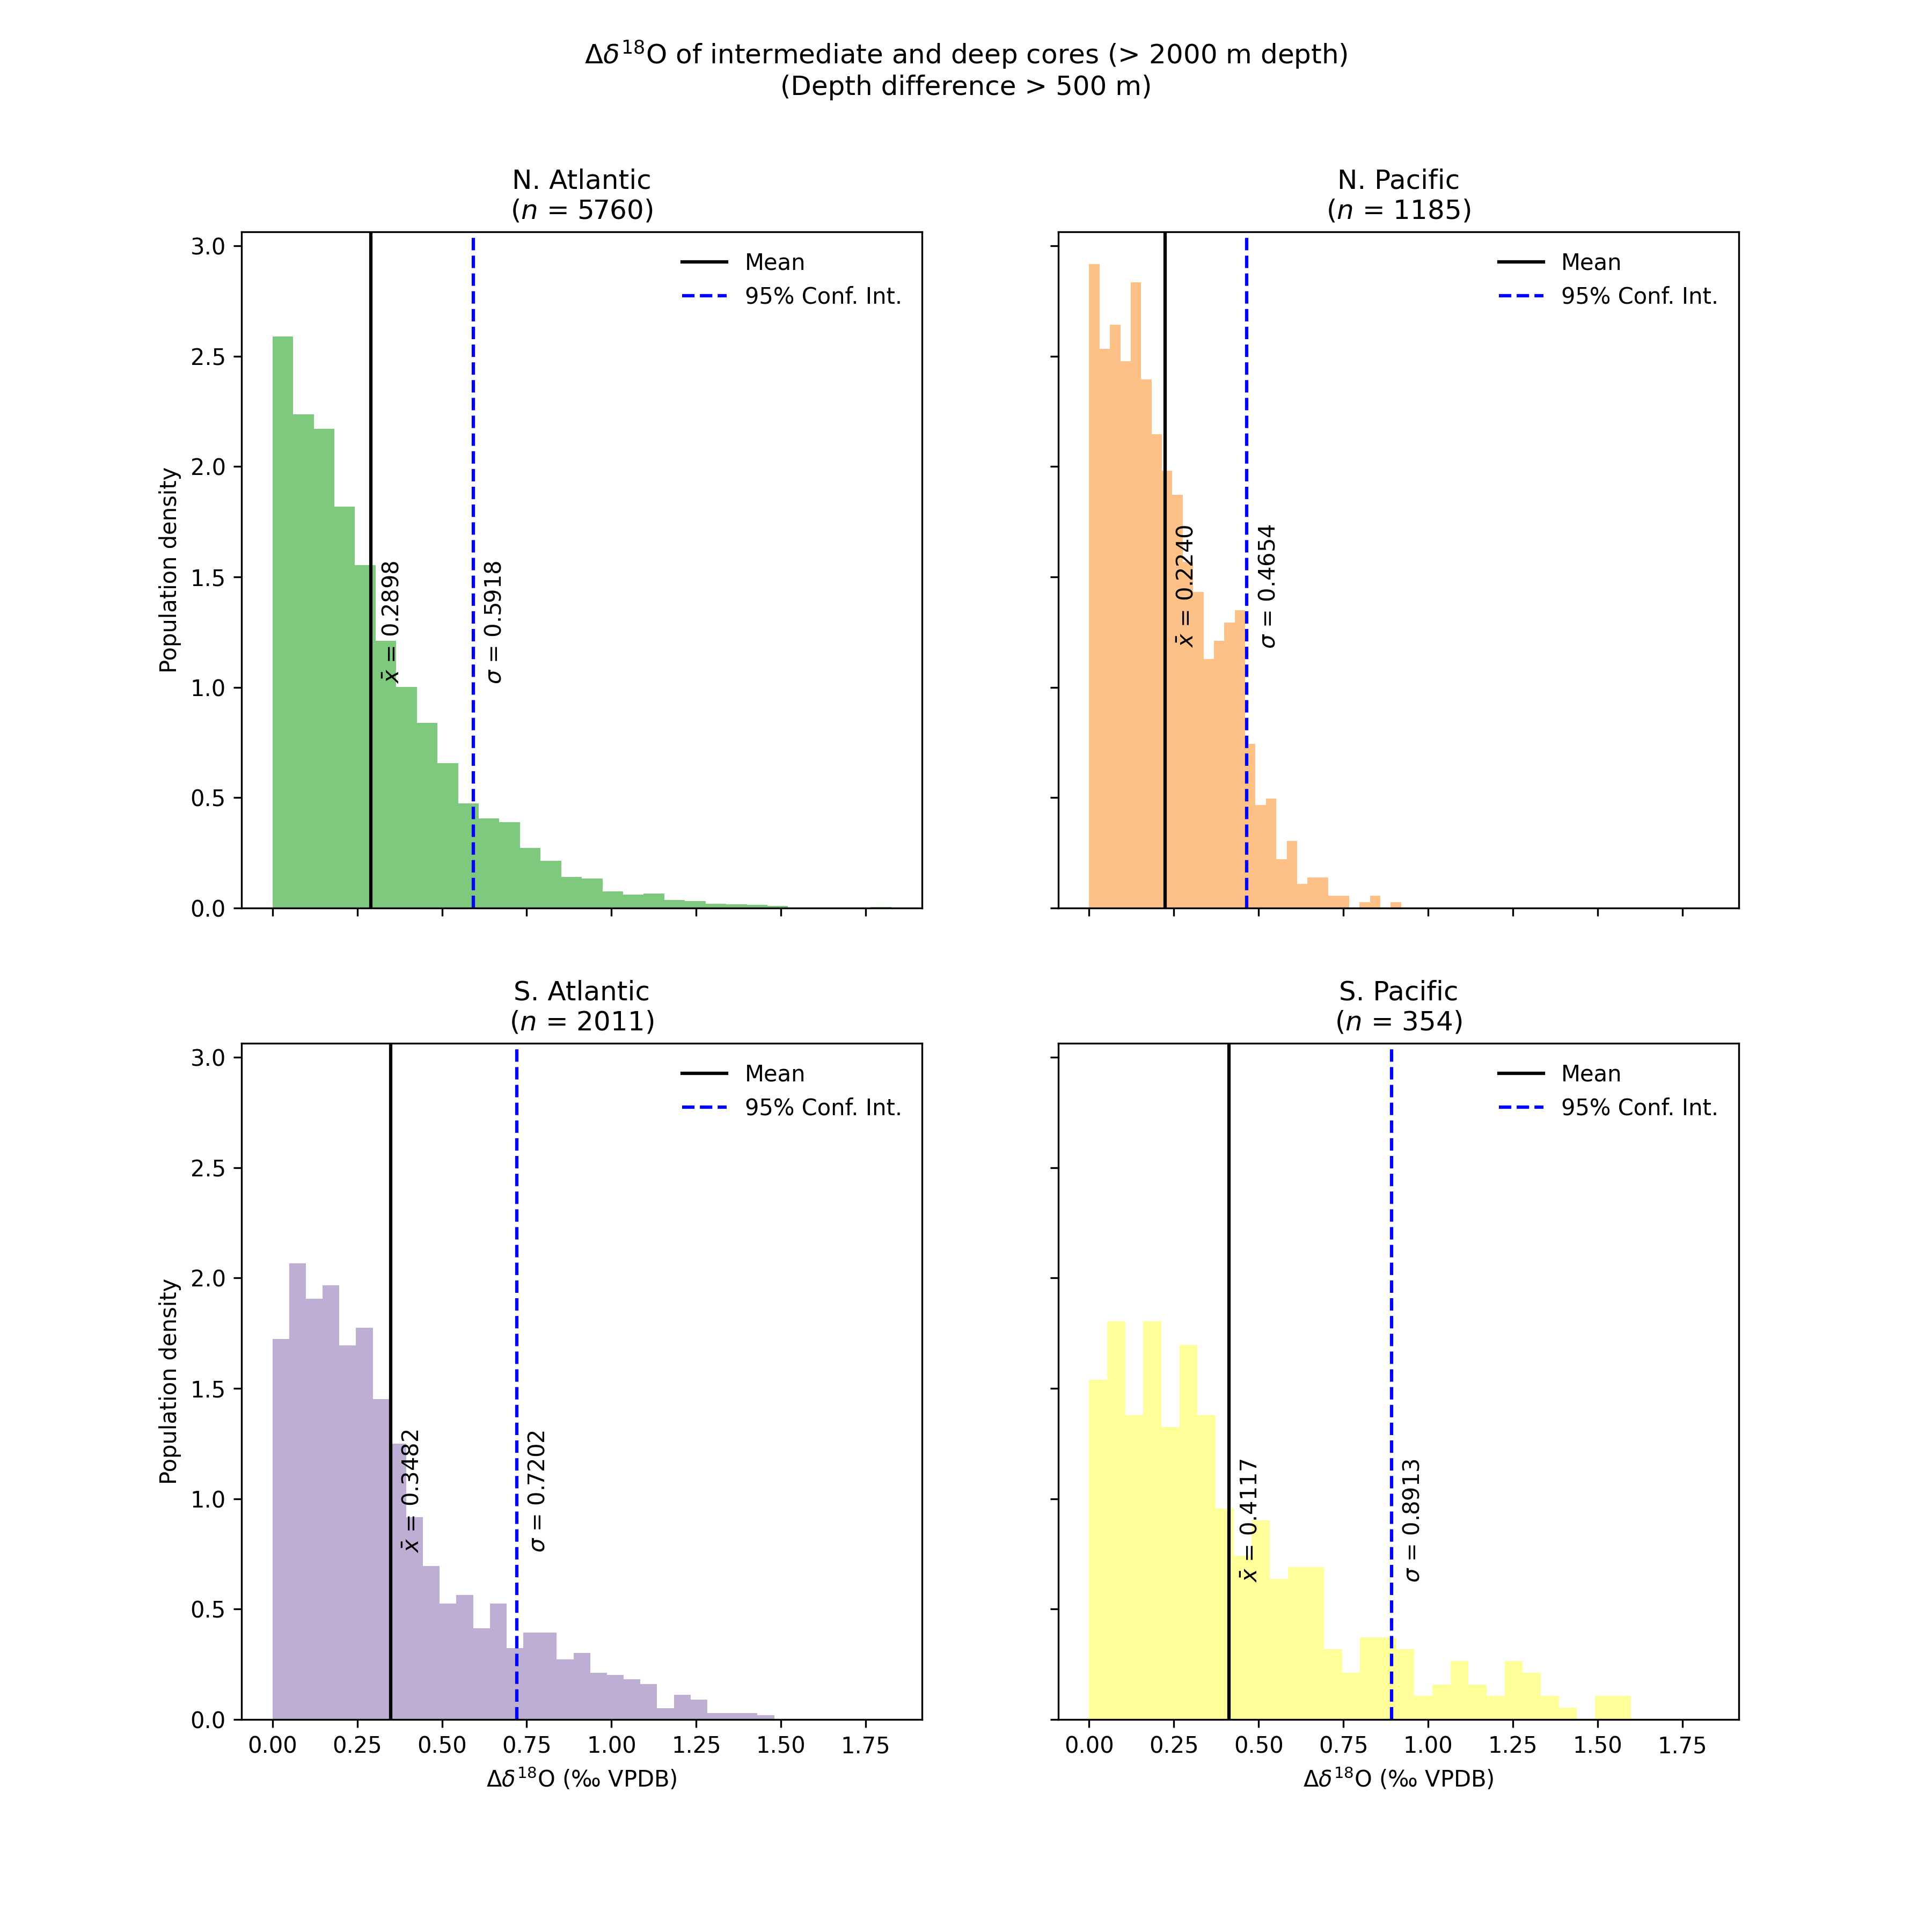 Δδ¹⁸O of intermediate and deep cores (> 2000 m depth)
(Depth difference > 500 m)
N. Atlantic
(n = 5760)
3.0
2.5
2.0
1.5
1.0
0.5
0.0
Population density
Mean
95% Conf. Int.
x̄ = 0.2898
σ = 0.5918
N. Pacific
(n = 1185)
Mean
95% Conf. Int.
x̄ = 0.2240
σ = 0.4654
S. Atlantic
(n = 2011)
3.0
2.5
2.0
1.5
1.0
0.5
0.0
Population density
Mean
95% Conf. Int.
x̄ = 0.3482
σ = 0.7202
0.00 0.25 0.50 0.75 1.00 1.25 1.50 1.75
Δδ¹⁸O (‰ VPDB)
S. Pacific
(n = 354)
Mean
95% Conf. Int.
x̄ = 0.4117
σ = 0.8913
0.00 0.25 0.50 0.75 1.00 1.25 1.50 1.75
Δδ¹⁸O (‰ VPDB)